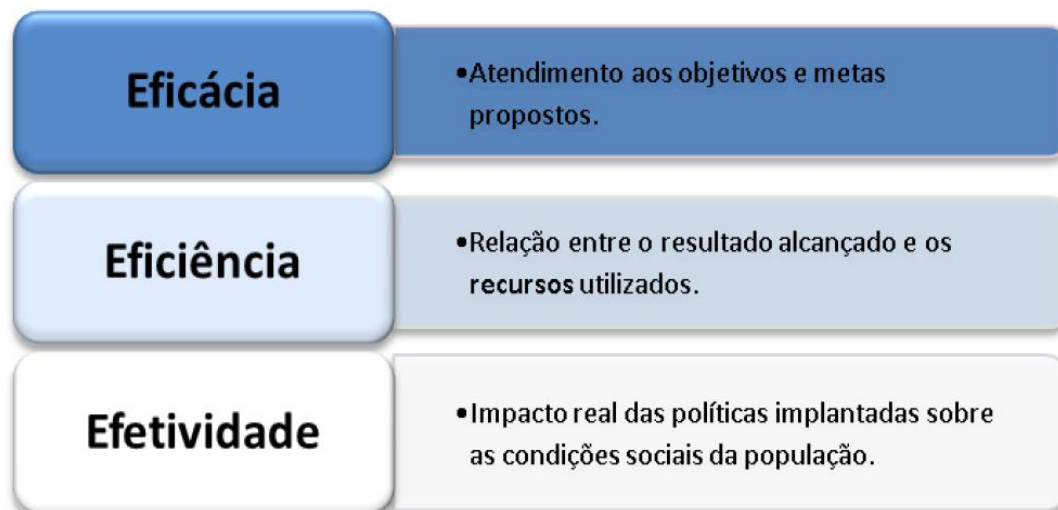 Eficácia
•Atendimento aos objetivos e metas
propostos.
Eficiência
•Relação entre o resultado alcançado e os
recursos utilizados.
Efetividade
•Impacto real das políticas implantadas sobre
as condições sociais da população.